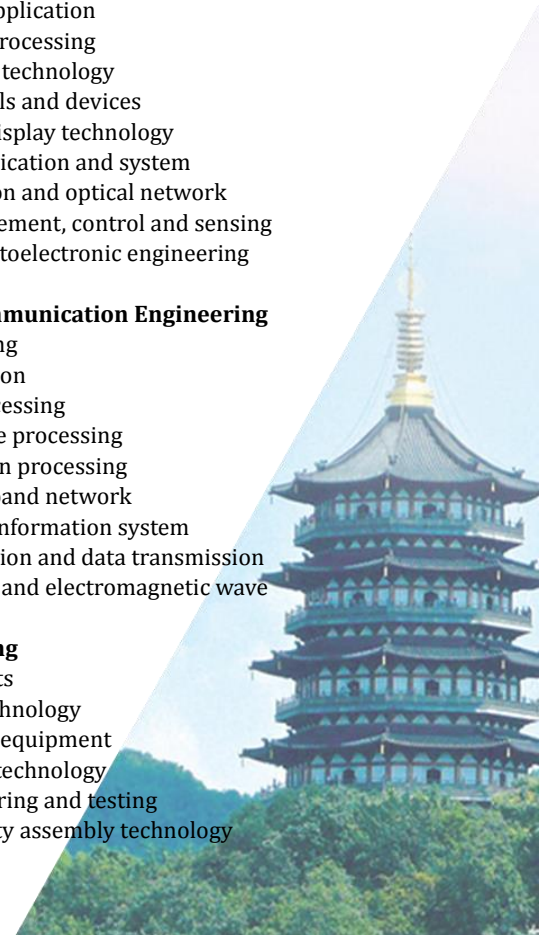 pplication
rocessing
technology
ls and devices
isplay technology
ication and system
on and optical network
ement, control and sensing
toelectronic engineering
mmunication Engineering
ng
on
essing
e processing
n processing
and network
nformation system
ion and data transmission
and electromagnetic wave
ng
ts
hnology
equipment
technology
ring and testing
ty assembly technology